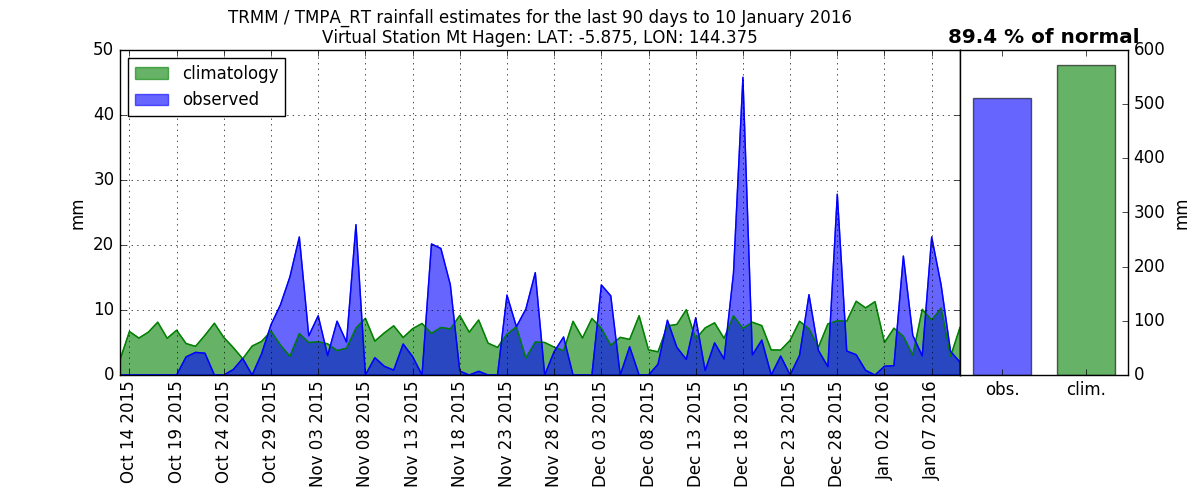 TRMM / TMPA_RT rainfall estimates for the last 90 days to 10 January 2016
Virtual Station Mt Hagen: LAT: -5.875, LON: 144.375
89.4 % of normal
climatology
observed
50
40
30
20
10
0
mm
Oct 14 2015
Oct 19 2015
Oct 24 2015
Oct 29 2015
Nov 03 2015
Nov 08 2015
Nov 13 2015
Nov 18 2015
Nov 23 2015
Nov 28 2015
Dec 03 2015
Dec 08 2015
Dec 13 2015
Dec 18 2015
Dec 23 2015
Dec 28 2015
Jan 02 2016
Jan 07 2016
obs.
clim.
600
500
400
300
200
100
0
mm